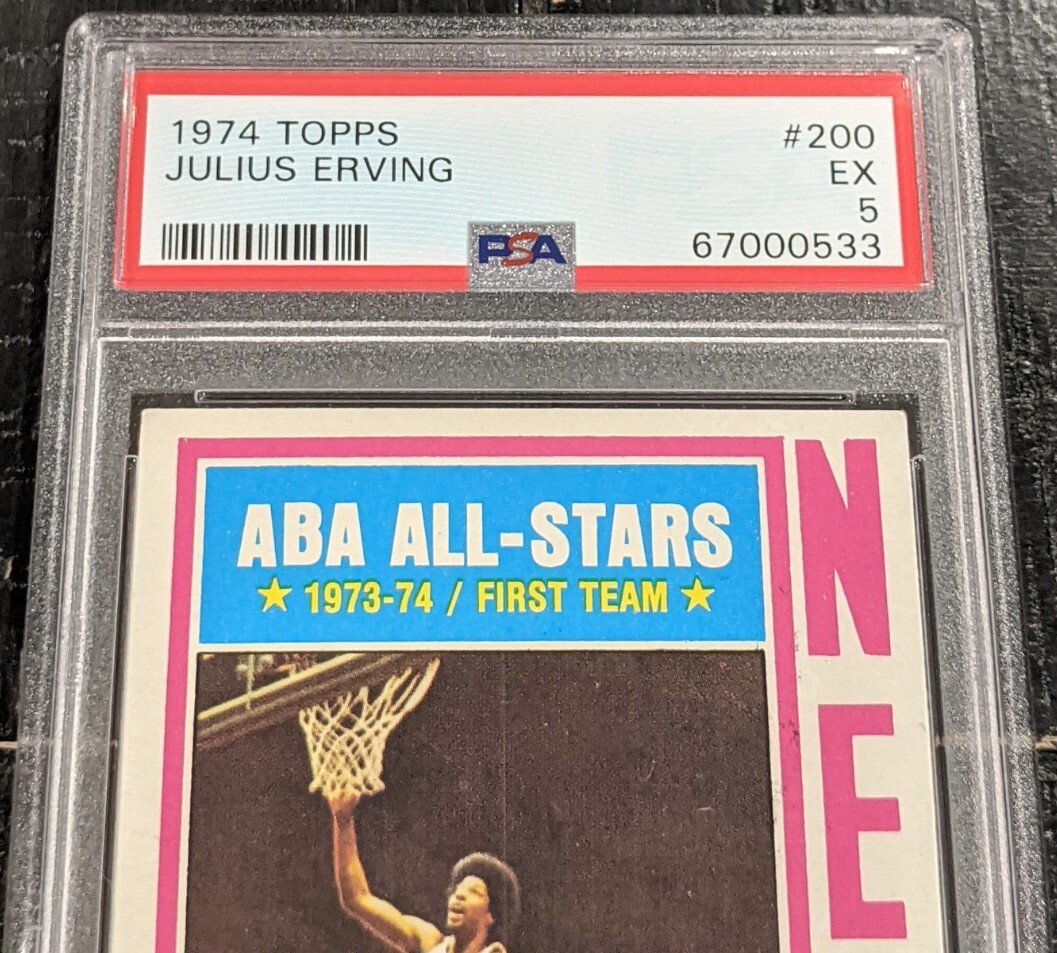 1974 TOPPS
#200
JULIUS ERVING
EX
5
67000533
PSA
ABA ALL-STARS
★ 1973-74 / FIRST TEAM ★
N
E